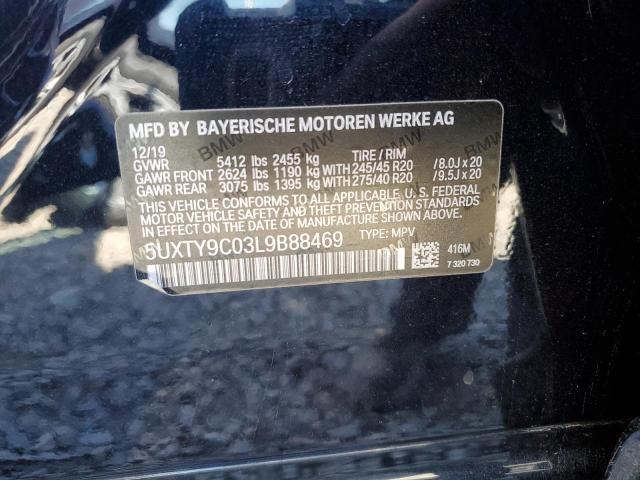 MFD BY BAYERISCHE MOTOREN WERKE AG
12/19
GVWR 5412 lbs 2455 kg TIRE / RIM
GAWR FRONT 2624 lbs 1190 kg WITH 245/45 R20 /8.0J x 20
GAWR REAR 3075 lbs 1395 kg WITH 275/40 R20 /9.5J x 20
THIS VEHICLE CONFORMS TO ALL APPLICABLE U.S. FEDERAL
MOTOR VEHICLE SAFETY AND THEFT PREVENTION STANDARDS
IN EFFECT ON THE DATE OF MANUFACTURE SHOWN ABOVE.
5UXTY9C03L9B88469 TYPE: MPV
416M
7 320 730